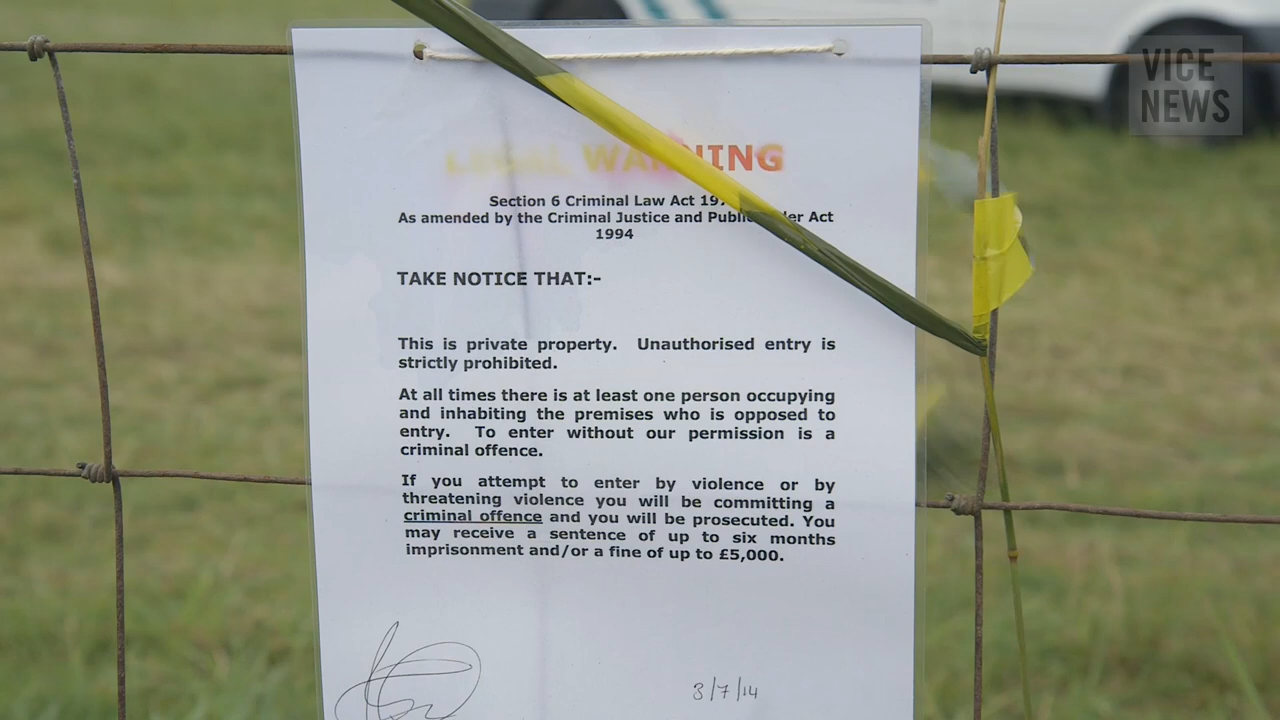 VICE
NEWS
LEGAL WARNING
Section 6 Criminal Law Act
As amended by the Criminal Justice and Act
1994
TAKE NOTICE THAT:-
This is private property. Unauthorised entry is
strictly prohibited.
At all times there is at least one person occupying
and inhabiting the premises who is opposed to
entry. To enter without our permission is a
criminal offence.
If you attempt to enter by violence or by
threatening violence you will be committing a
criminal offence and you will be prosecuted. You
may receive a sentence of up to six months
imprisonment and/or a fine of up to £5,000.
3/7/14